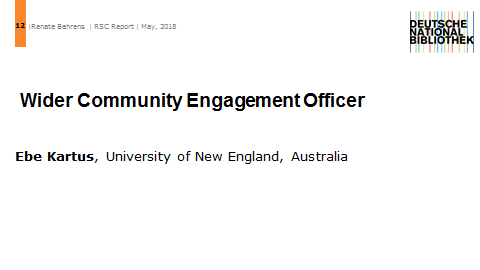 12 |Renate Behrens | RSC Report | May, 2018
DEUTSCHE
NATIONAL
BIBLIOTHEK
Wider Community Engagement Officer
Ebe Kartus, University of New England, Australia